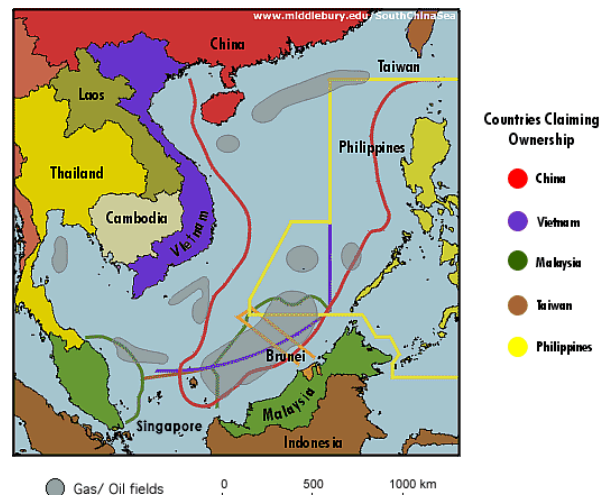 www.middlebury.edu/SouthChinaSea
China
Taiwan
Laos
Philippines
Thailand
Cambodia
Vietnam
Brunei
Malaysia
Singapore
Indonesia
Countries Claiming
Ownership
China
Vietnam
Malaysia
Taiwan
Philippines
Gas/ Oil fields
0 500 1000 km